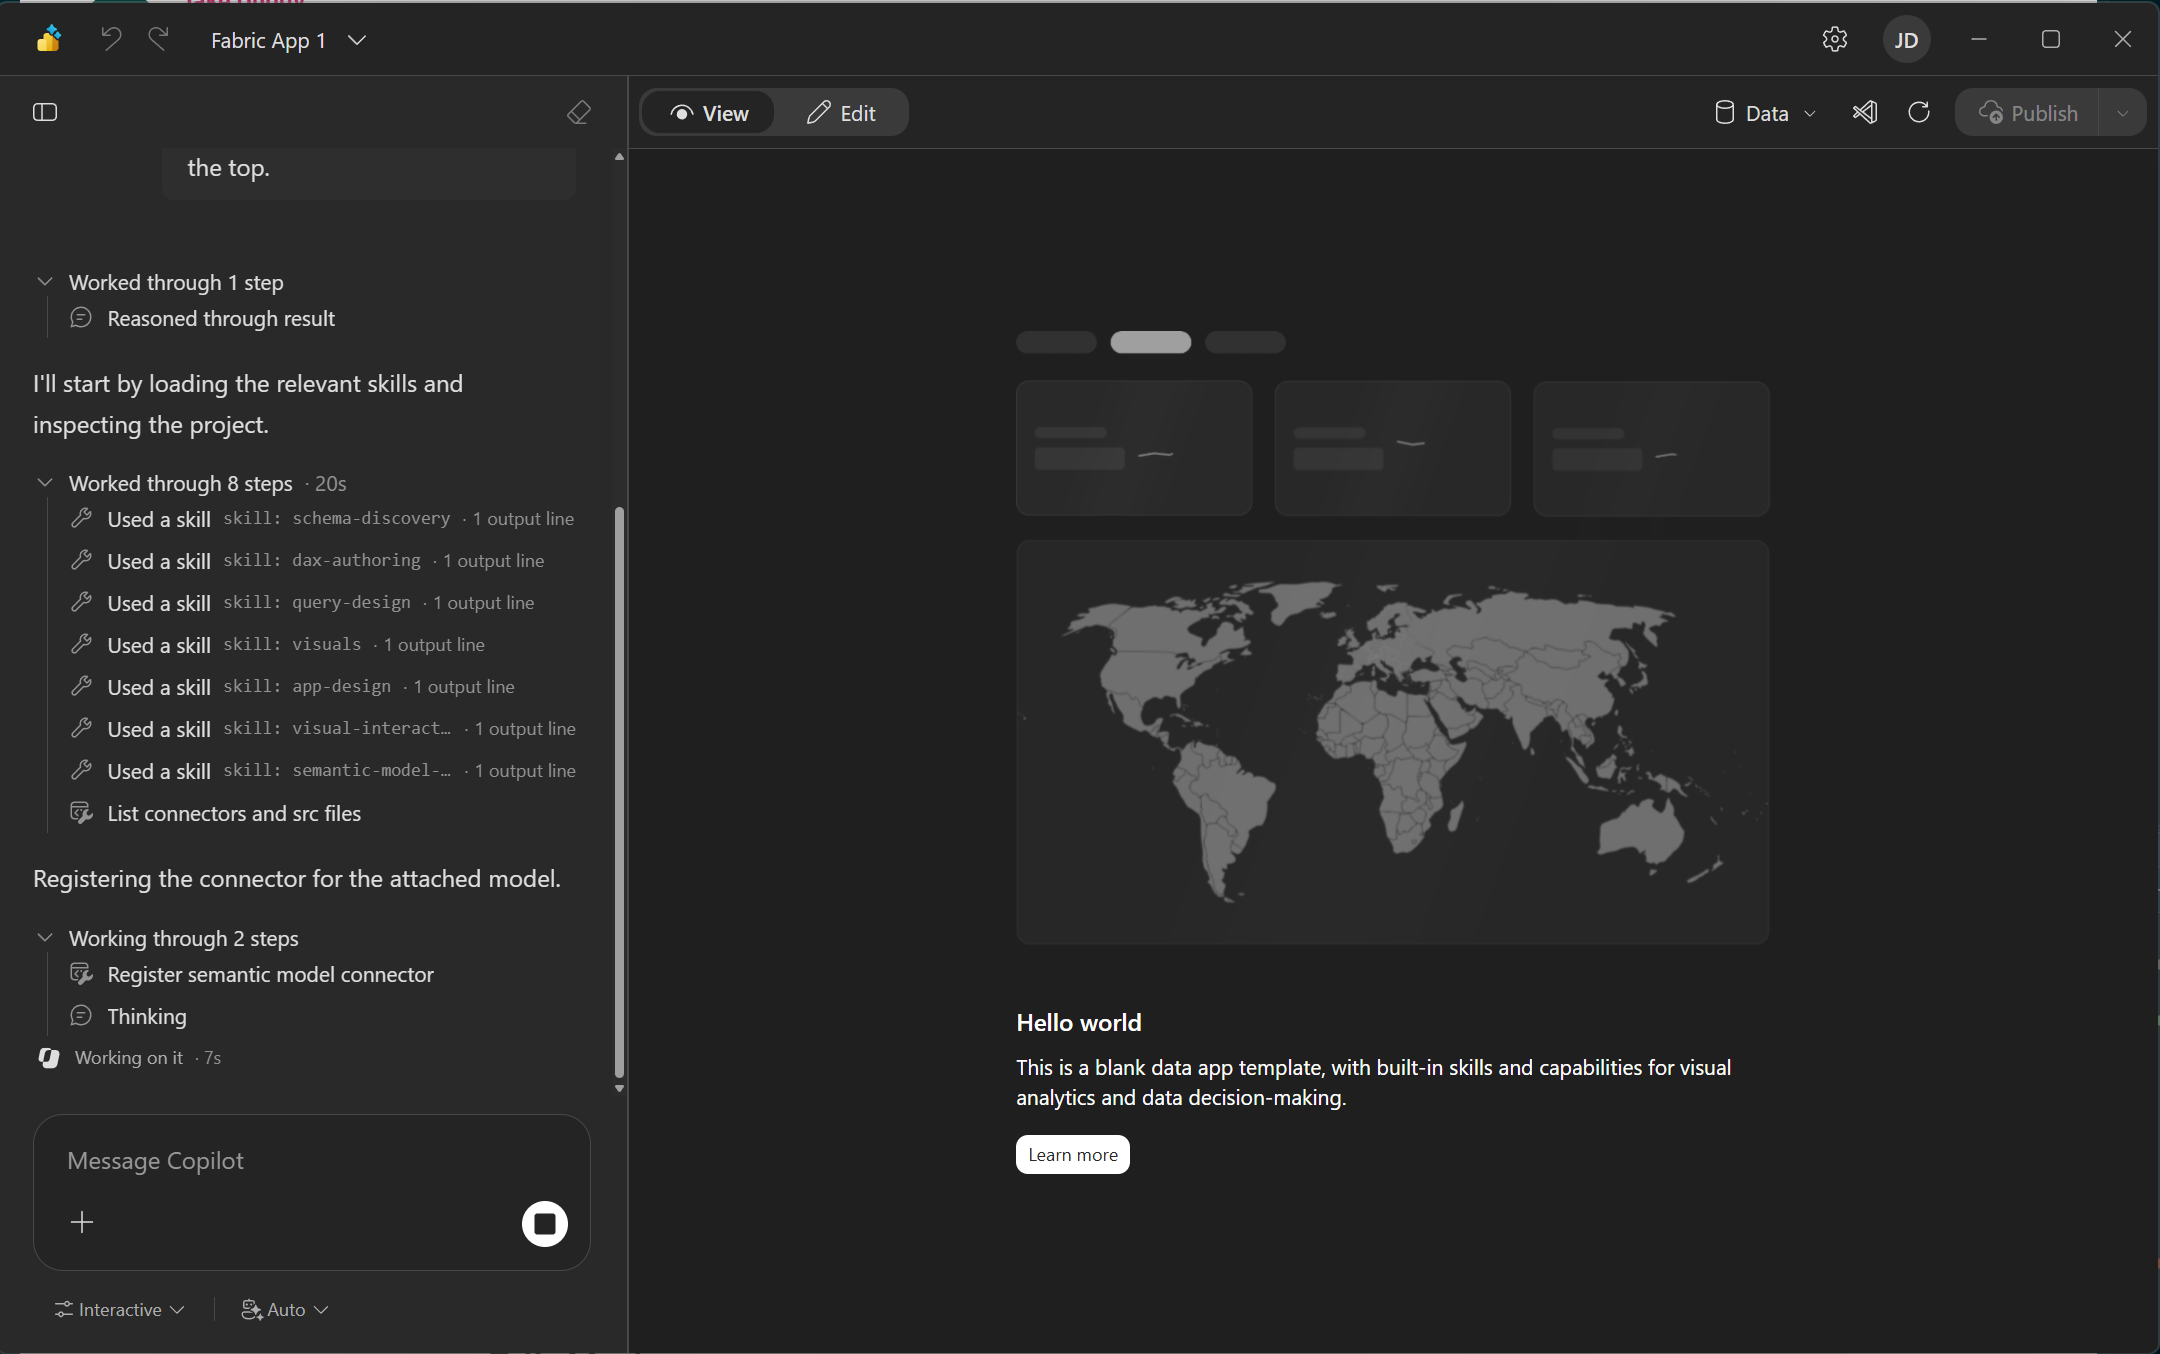 Fabric App 1
JD
View
Edit
Data
Publish
the top.
Worked through 1 step
Reasoned through result
I'll start by loading the relevant skills and
inspecting the project.
Worked through 8 steps · 20s
Used a skill skill: schema-discovery · 1 output line
Used a skill skill: dax-authoring · 1 output line
Used a skill skill: query-design · 1 output line
Used a skill skill: visuals · 1 output line
Used a skill skill: app-design · 1 output line
Used a skill skill: visual-interact… · 1 output line
Used a skill skill: semantic-model-… · 1 output line
List connectors and src files
Registering the connector for the attached model.
Working through 2 steps
Register semantic model connector
Thinking
Working on it · 7s
Message Copilot
Interactive
Auto
Hello world
This is a blank data app template, with built-in skills and capabilities for visual
analytics and data decision-making.
Learn more